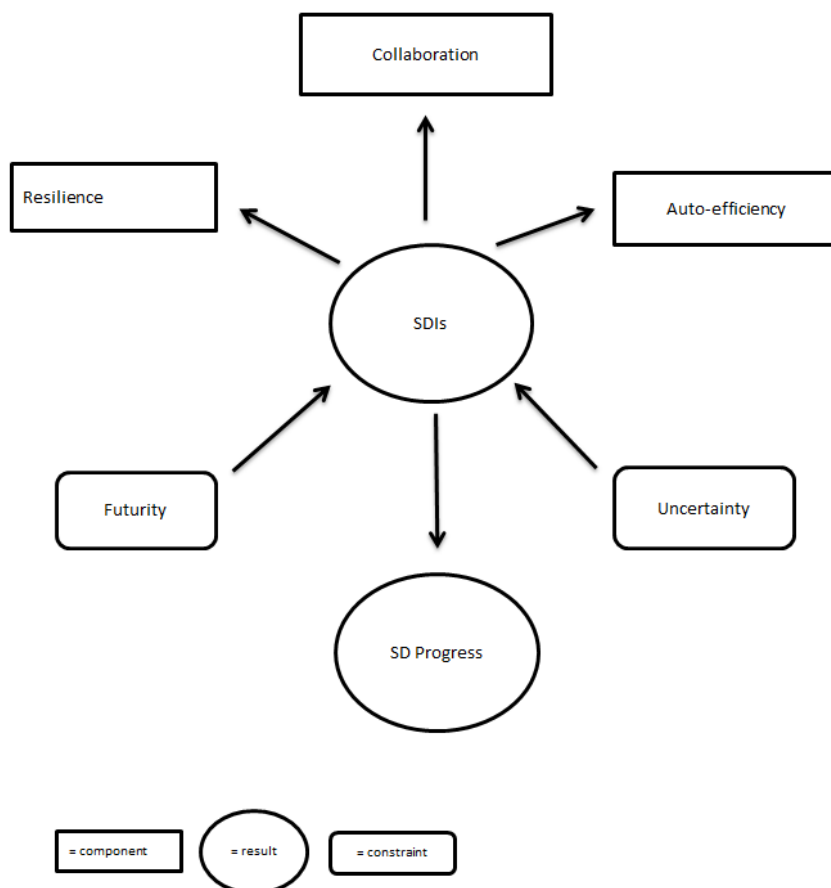 Collaboration
Resilience
Auto-efficiency
SDIs
Futurity
Uncertainty
SD Progress
= component
= result
= constraint